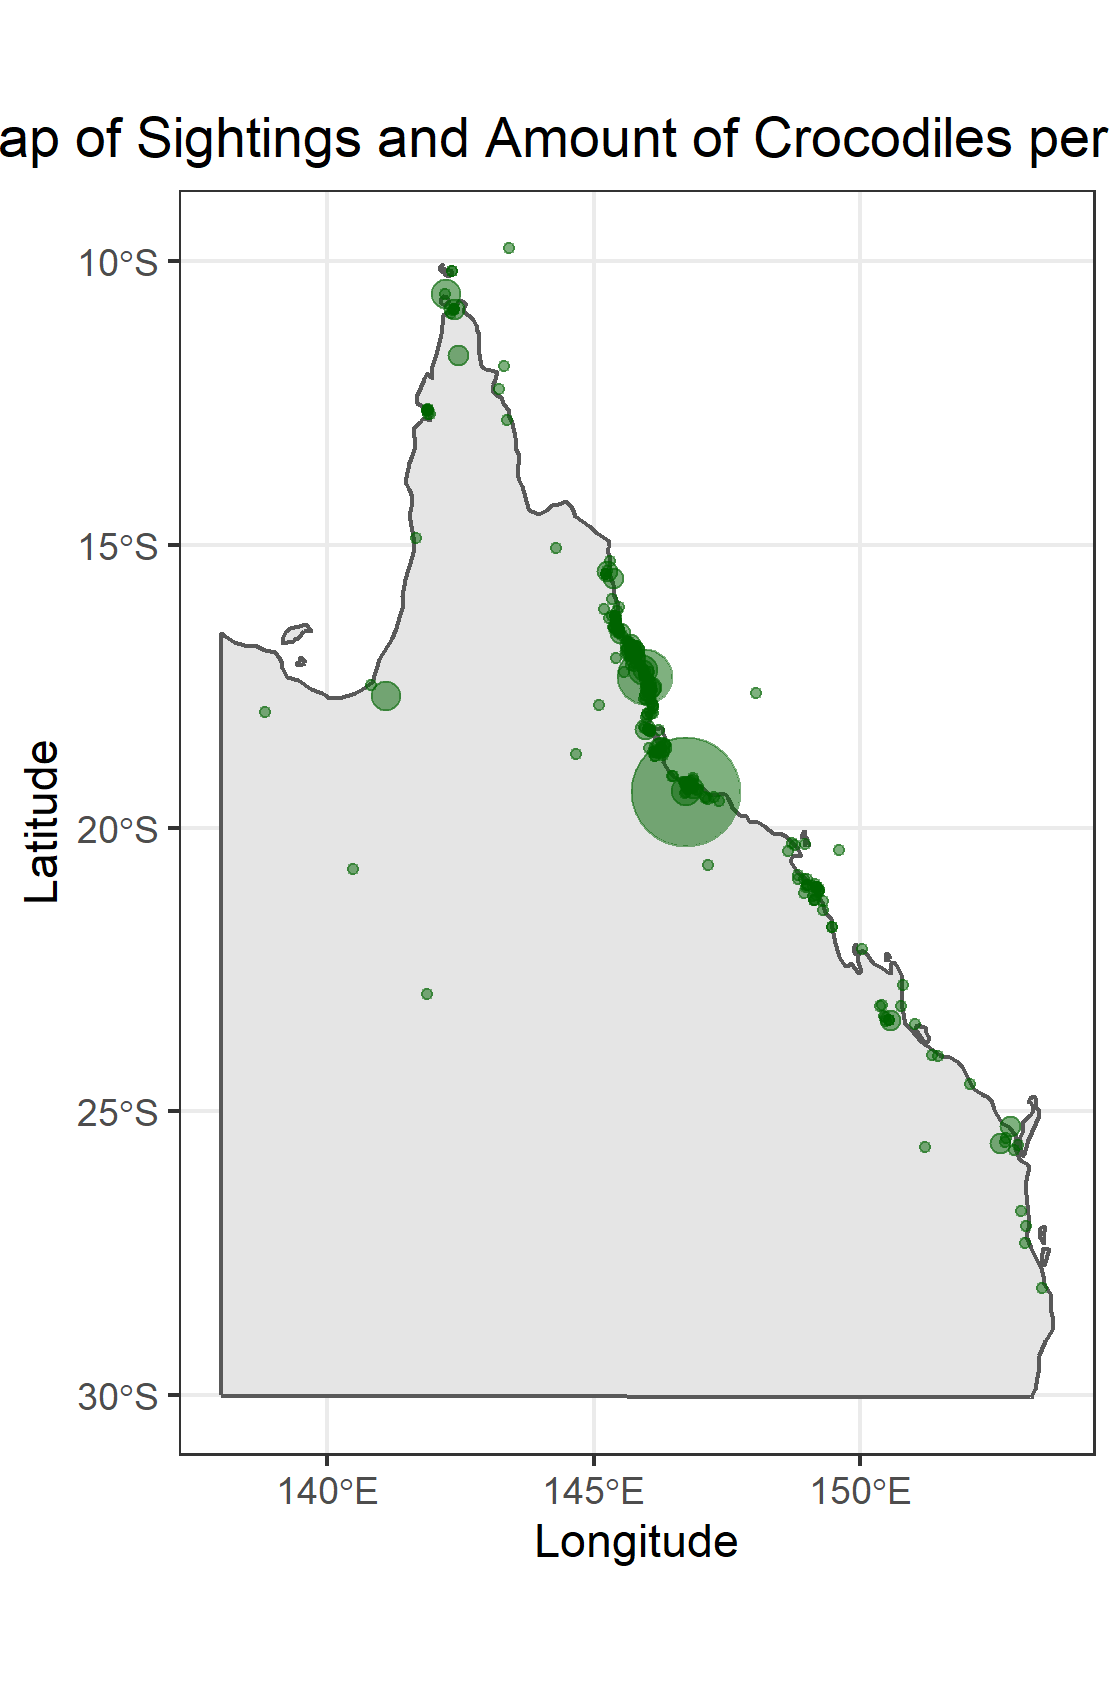 ap of Sightings and Amount of Crocodiles per
10°S
15°S
20°S
25°S
30°S
Latitude
140°E 145°E 150°E
Longitude